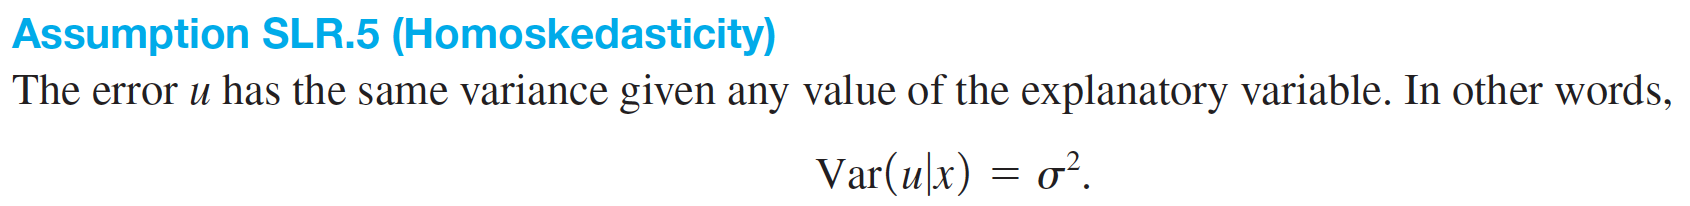 Assumption SLR.5 (Homoskedasticity)
The error u has the same variance given any value of the explanatory variable. In other words,
Var(u|x) = σ².